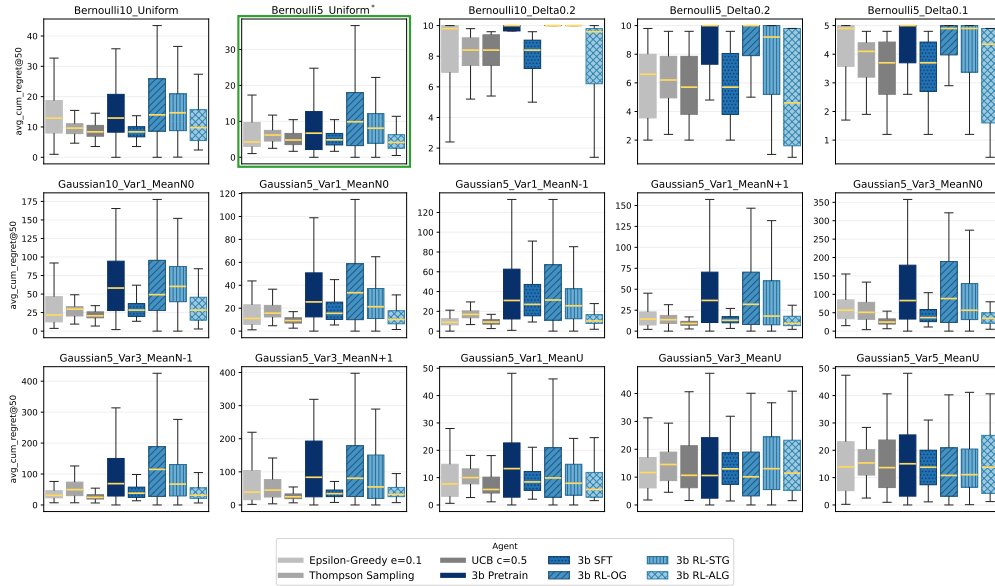 Bernoulli10_Uniform Bernoulli5_Uniform* Bernoulli10_Delta0.2 Bernoulli5_Delta0.2 Bernoulli5_Delta0.1
avg_cum_regret@50
0 10 20 30 40
0 10 20 30
2 4 6 8 10
2 4 6 8 10
1 2 3 4 5
Gaussian10_Var1_MeanN0 Gaussian5_Var1_MeanN0 Gaussian5_Var1_MeanN-1 Gaussian5_Var1_MeanN+1 Gaussian5_Var3_MeanN0
avg_cum_regret@50
0 25 50 75 100 125 150 175
0 20 40 60 80 100 120
0 20 40 60 80 100 120
0 50 100 150
0 50 100 150 200 250 300 350
Gaussian5_Var3_MeanN-1 Gaussian5_Var3_MeanN+1 Gaussian5_Var1_MeanU Gaussian5_Var3_MeanU Gaussian5_Var5_MeanU
avg_cum_regret@50
0 100 200 300 400
0 100 200 300 400
0 10 20 30 40 50
0 10 20 30 40
0 10 20 30 40 50
Agent
Epsilon-Greedy e=0.1 UCB c=0.5 3b SFT 3b RL-STG
Thompson Sampling 3b Pretrain 3b RL-OG 3b RL-ALG